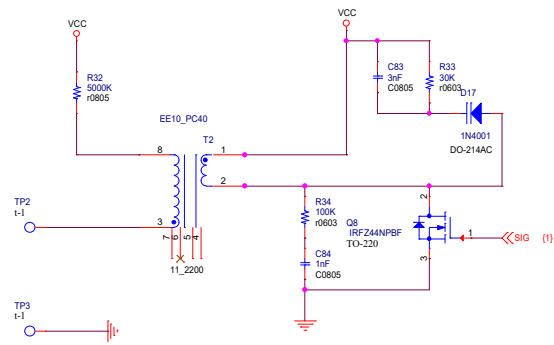 VCC
VCC
R32
5000K
r0805
C83
3nF
C0805
R33
30K
r0603
D17
1N4001
DO-214AC
EE10_PC40
T2
8
1
2
3
7
6
5
4
11_2200
TP2
t-1
R34
100K
r0603
Q8
IRFZ44NPBF
TO-220
2
1
3
SIG {1}
C84
1nF
C0805
TP3
t-1